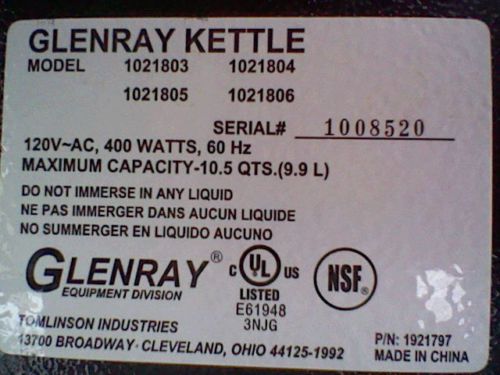 GLENRAY KETTLE
MODEL 1021803 1021804
1021805 1021806
SERIAL# 1008520
120V~AC, 400 WATTS, 60 Hz
MAXIMUM CAPACITY-10.5 QTS.(9.9 L)
DO NOT IMMERSE IN ANY LIQUID
NE PAS IMMERGER DANS AUCUN LIQUIDE
NO SUMMERGER EN LIQUIDO AUCUNO
GLENRAY®
EQUIPMENT DIVISION
C UL® US
LISTED
E61948
3NJG
NSF®
TOMLINSON INDUSTRIES
13700 BROADWAY· CLEVELAND, OHIO 44125-1992
P/N: 1921797
MADE IN CHINA